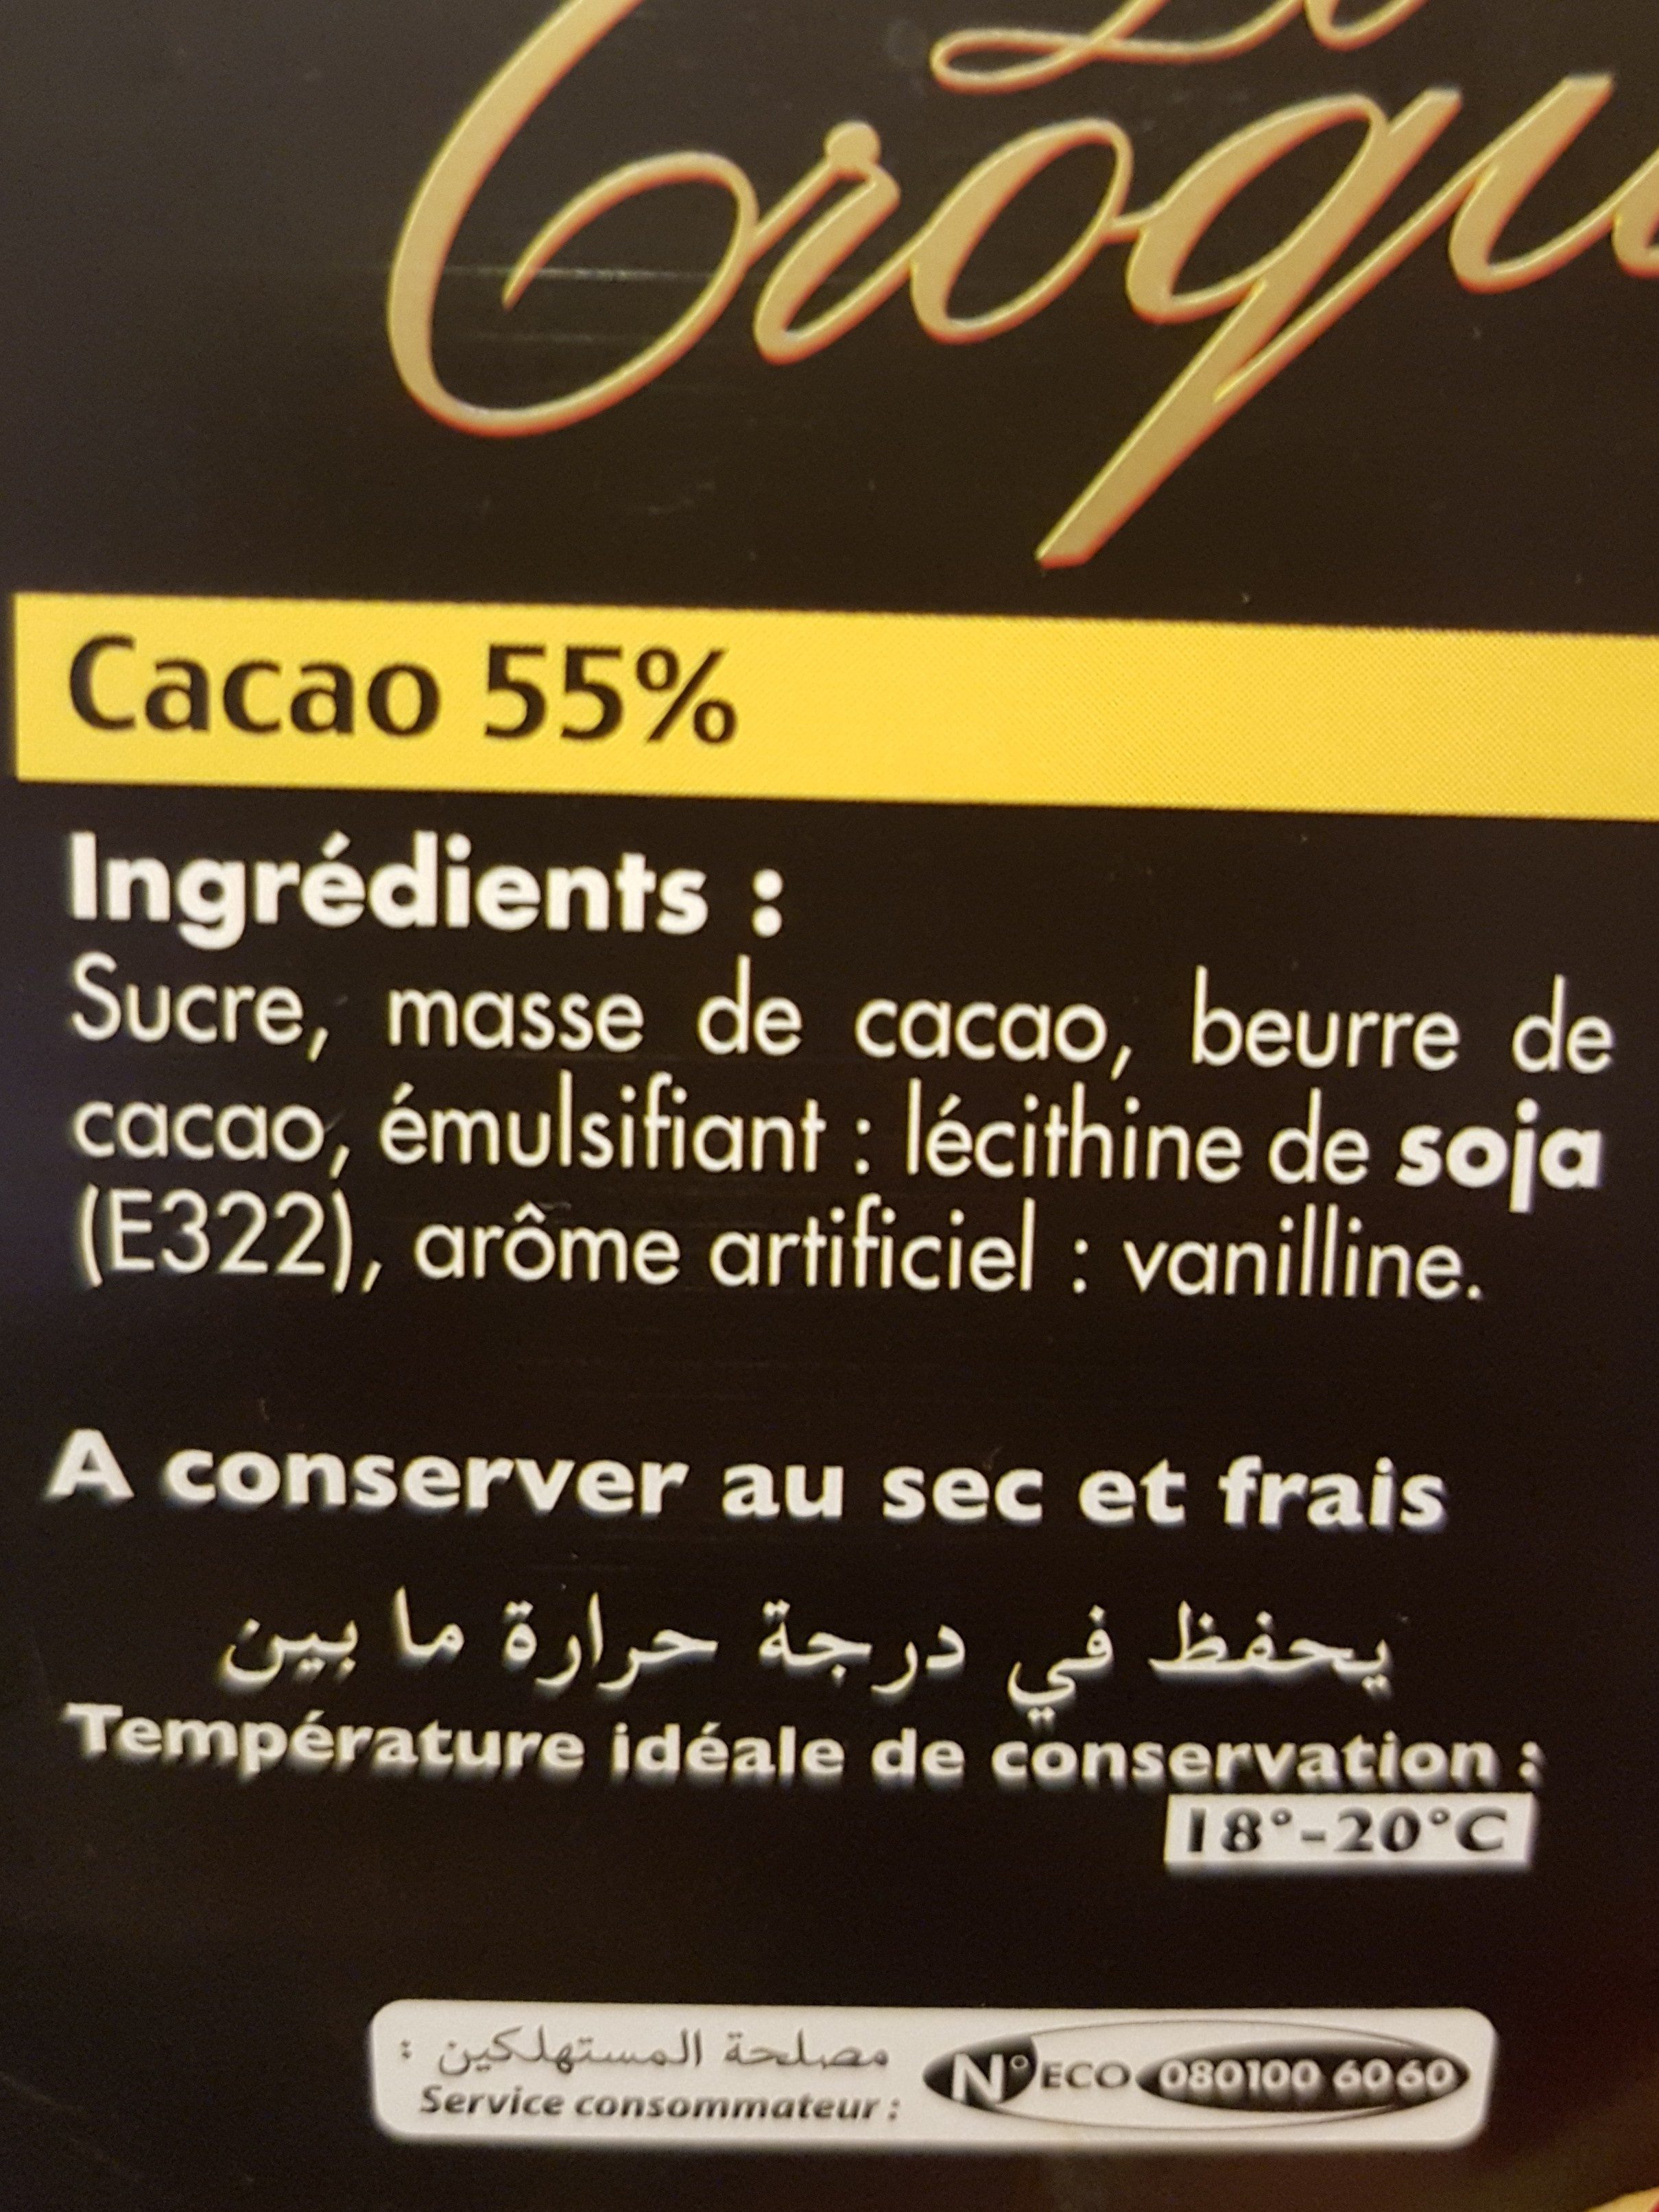 Cacao 55%
Ingrédients :
Sucre, masse de cacao, beurre de
cacao, émulsifiant : lécithine de soja
(E322), arôme artificiel : vanilline.
A conserver au sec et frais
يحفظ في درجة حرارة ما بين
Température idéale de conservation :
18°-20°C
مصلحة المستهلكين :
Service consommateur :
N° ECO 080100 6060